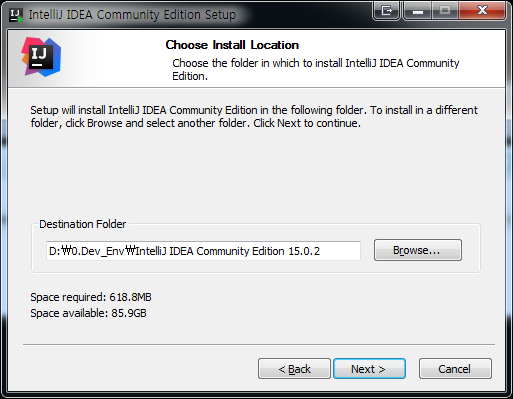 IntelliJ IDEA Community Edition Setup
IJ
Choose Install Location
Choose the folder in which to install IntelliJ IDEA Community
Edition.
Setup will install IntelliJ IDEA Community Edition in the following folder. To install in a different
folder, click Browse and select another folder. Click Next to continue.
Destination Folder
D:₩0.Dev_Env₩IntelliJ IDEA Community Edition 15.0.2
Browse...
Space required: 618.8MB
Space available: 85.9GB
< Back
Next >
Cancel